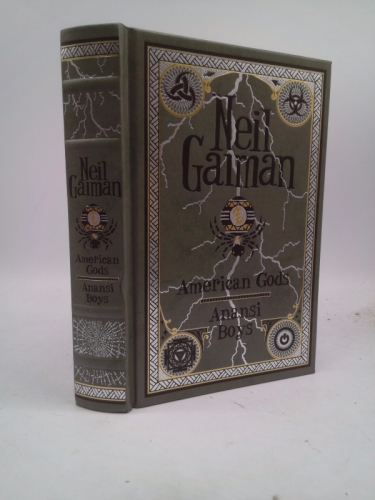 Neil
Gaiman
American
Gods
Anansi
Boys
Neil
Gaiman
American Gods
Anansi
Boys